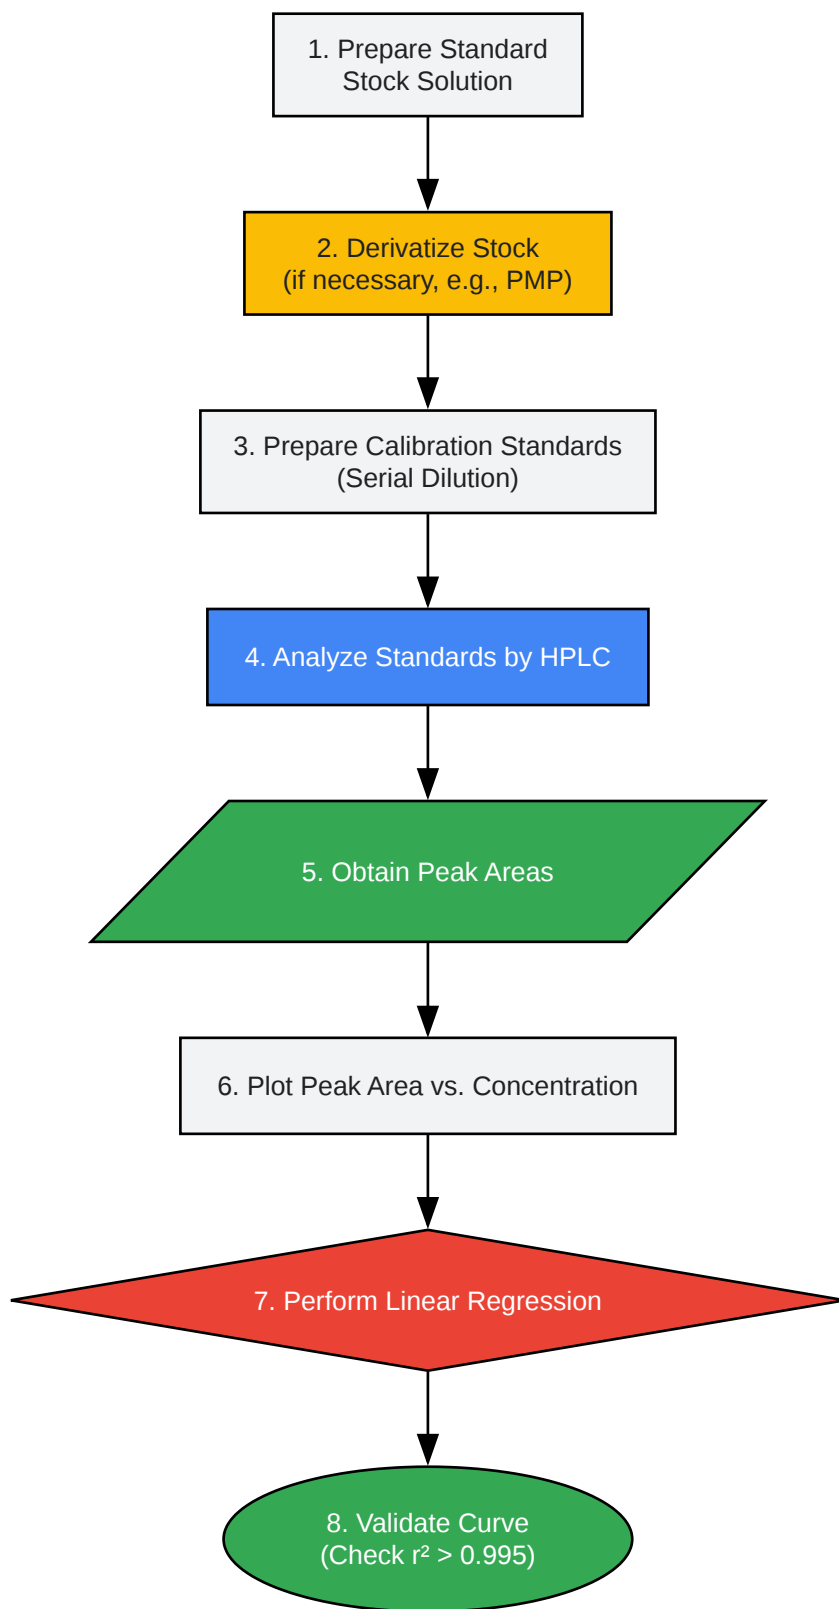 1. Prepare Standard
Stock Solution
2. Derivatize Stock
(if necessary, e.g., PMP)
3. Prepare Calibration Standards
(Serial Dilution)
4. Analyze Standards by HPLC
5. Obtain Peak Areas
6. Plot Peak Area vs. Concentration
7. Perform Linear Regression
8. Validate Curve
(Check r² > 0.995)